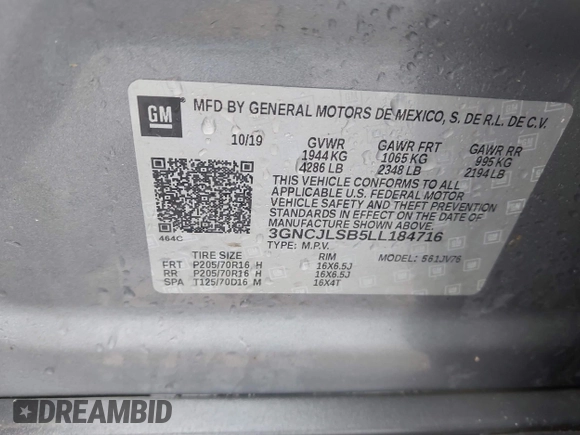 GM
MFD BY GENERAL MOTORS DE MEXICO, S. DE R.L. DE C.V.
10/19 GVWR GAWR FRT GAWR RR
1944 KG 1065 KG 995 KG
4286 LB 2348 LB 2194 LB
THIS VEHICLE CONFORMS TO ALL
APPLICABLE U.S. FEDERAL MOTOR
VEHICLE SAFETY AND THEFT
PREVENTION STANDARDS IN
EFFECT ON THE DATE OF
MANUFACTURE SHOWN ABOVE.
3GNCJLSB5LL184716
464C
TYPE: M.P.V. MODEL: 561JV76
TIRE SIZE RIM
FRT P205/70R16 H 16X6.5J
RR P205/70R16 H 16X6.5J
SPA T125/70D16 M 16X4T
DREAMBID